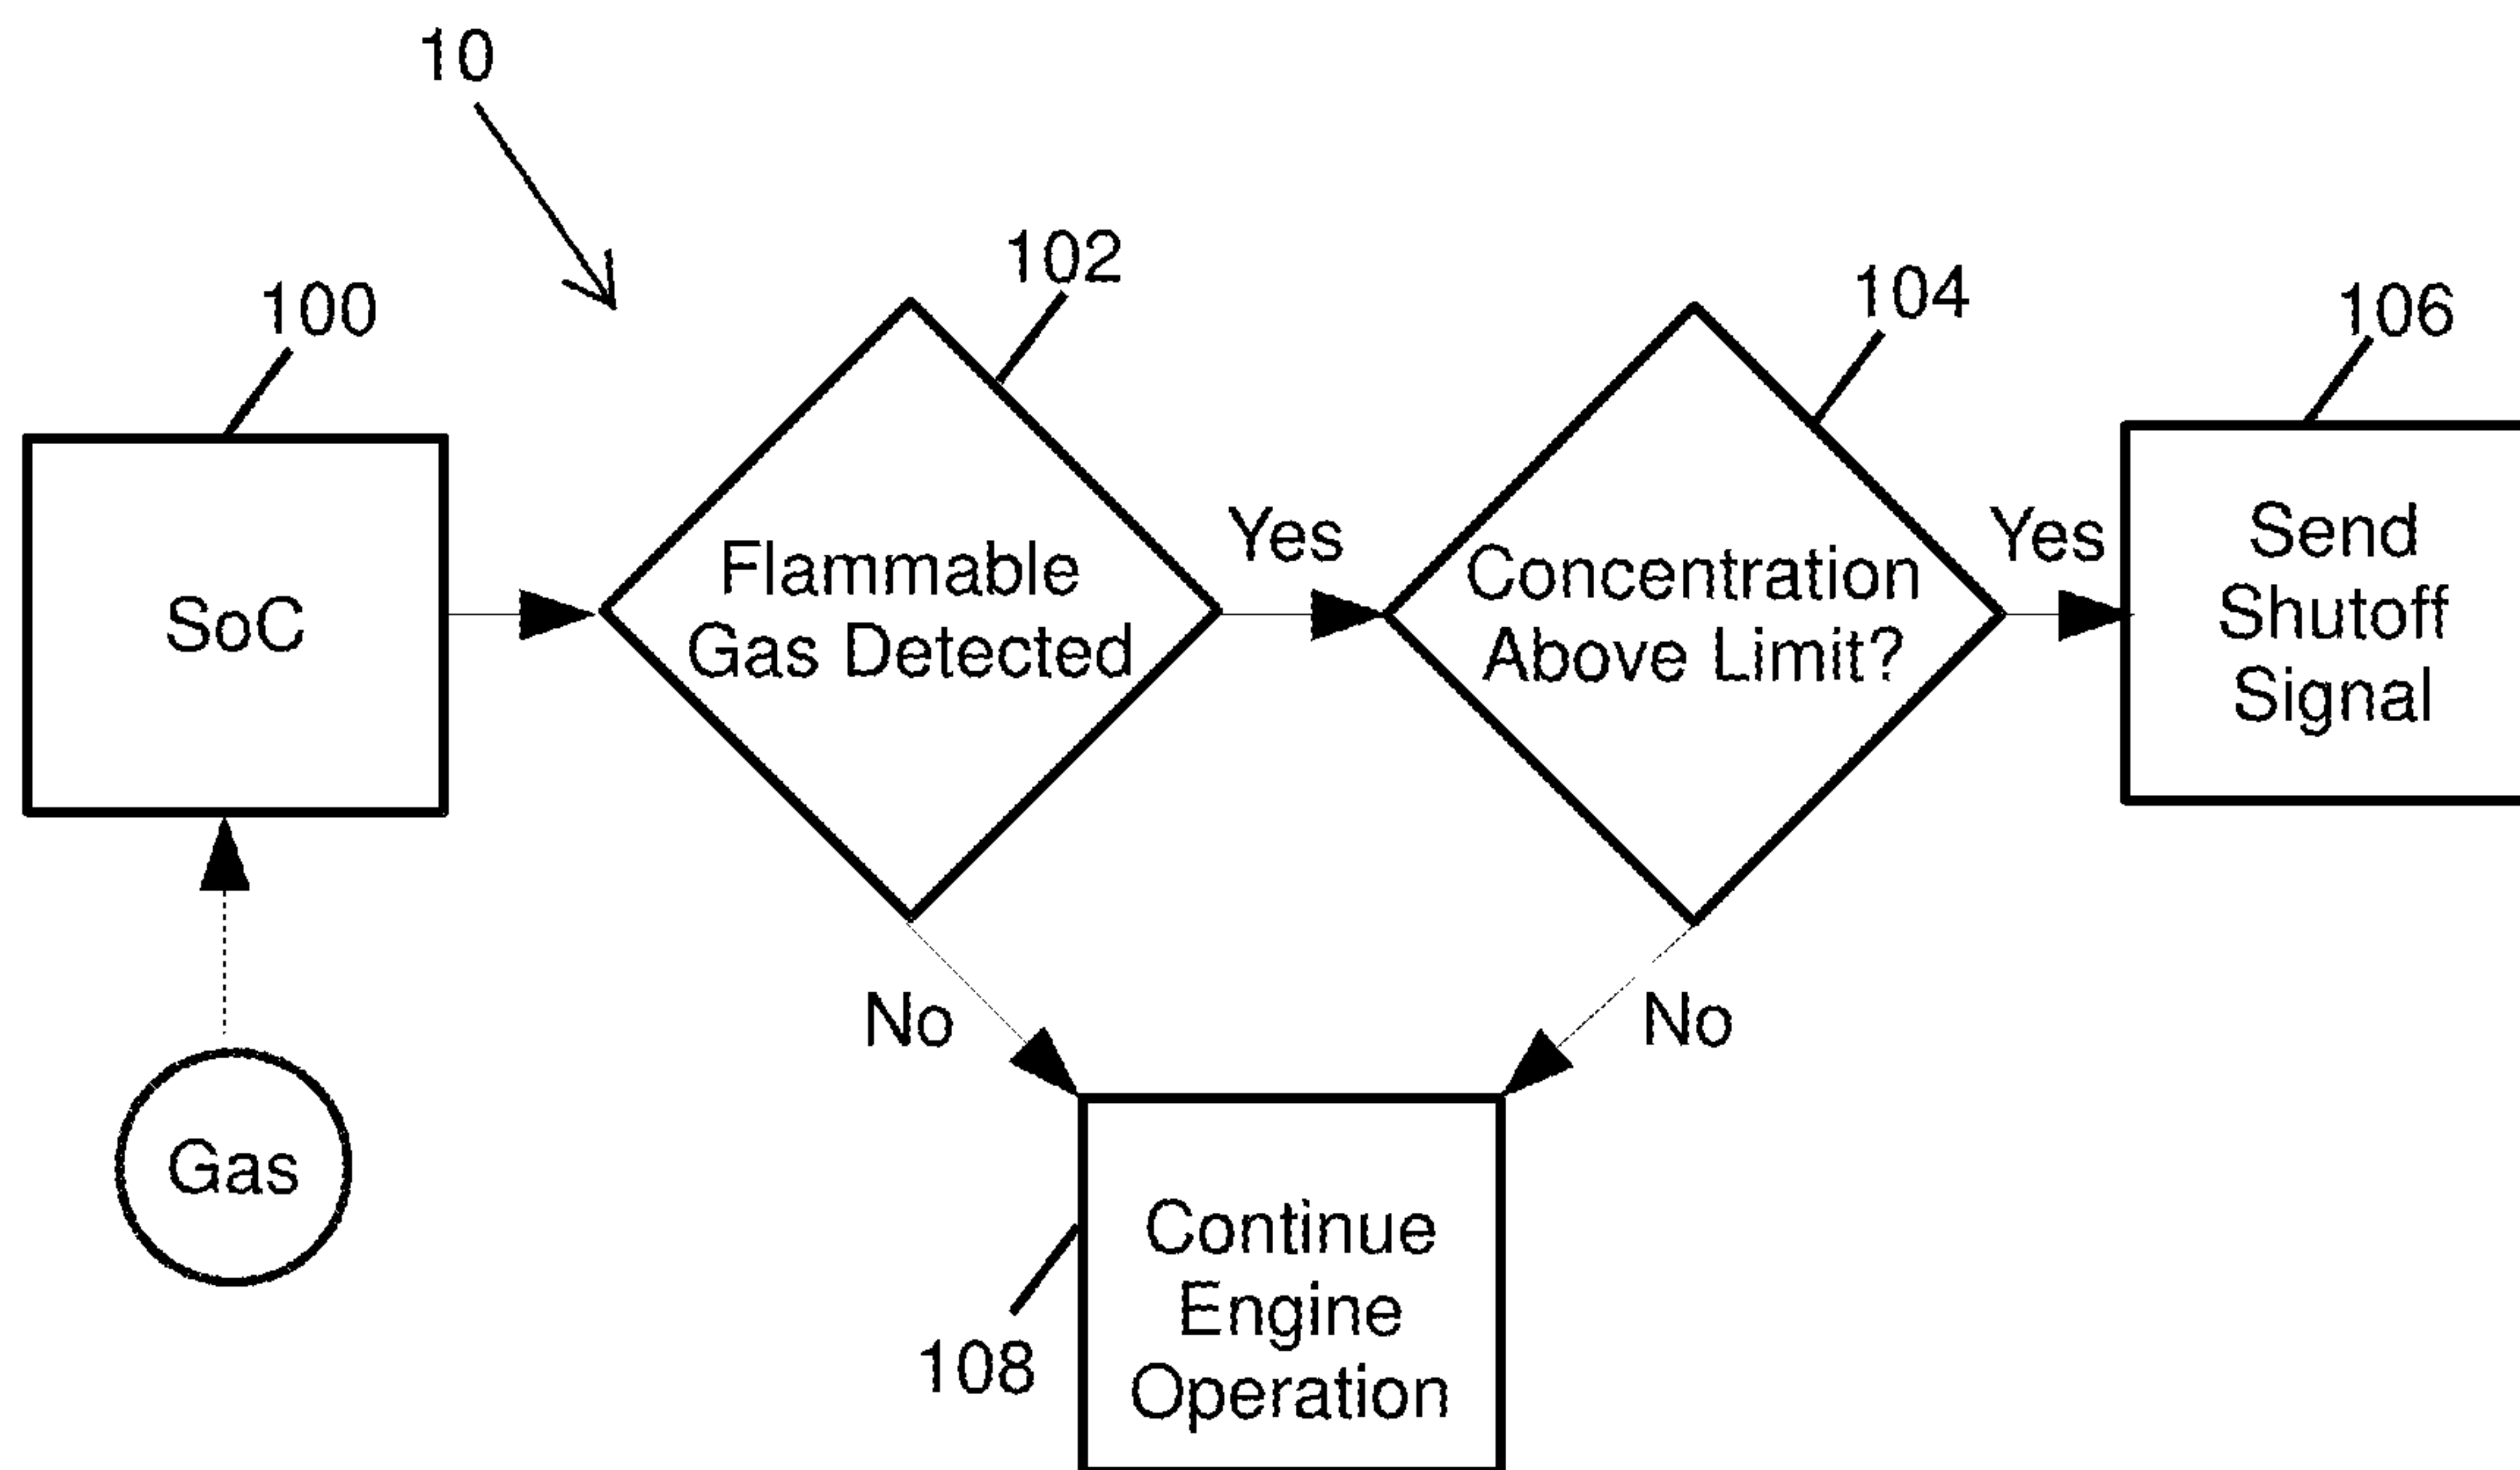 10
100
102
104
106
SoC
Flammable
Gas Detected
Yes
Concentration
Above Limit?
Yes
Send
Shutoff
Signal
No
No
Gas
Continue
Engine
Operation
108